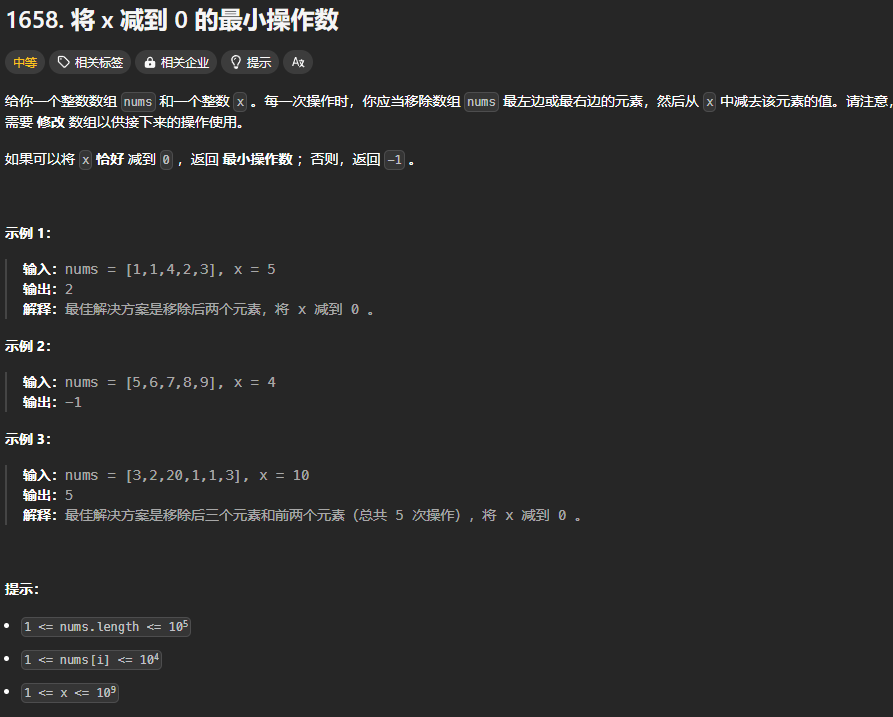 1658. 将 x 减到 0 的最小操作数
中等 相关标签 相关企业 提示 Ax
给你一个整数数组 nums 和一个整数 x 。每一次操作时，你应当移除数组 nums 最左边或最右边的元素，然后从 x 中减去该元素的值。请注意，
需要 修改 数组以供接下来的操作使用。
如果可以将 x 恰好 减到 0 ，返回 最小操作数 ；否则，返回 -1 。
示例 1：
输入：nums = [1,1,4,2,3], x = 5
输出：2
解释：最佳解决方案是移除后两个元素，将 x 减到 0 。
示例 2：
输入：nums = [5,6,7,8,9], x = 4
输出：-1
示例 3：
输入：nums = [3,2,20,1,1,3], x = 10
输出：5
解释：最佳解决方案是移除后三个元素和前两个元素（总共 5 次操作），将 x 减到 0 。
提示：
• 1 <= nums.length <= 10⁵
• 1 <= nums[i] <= 10⁴
• 1 <= x <= 10⁹